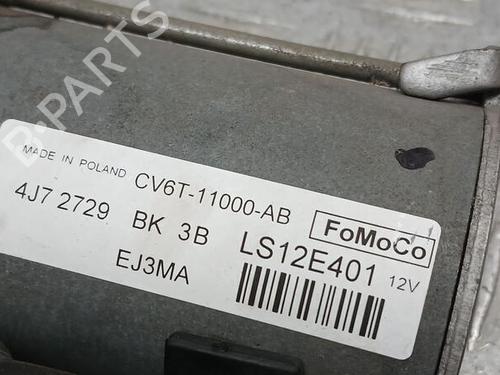 B-PARTS
MADE IN POLAND CV6T-11000-AB
4J7 2729 BK 3B
EJ3MA
FoMoCo
LS12E401 12V